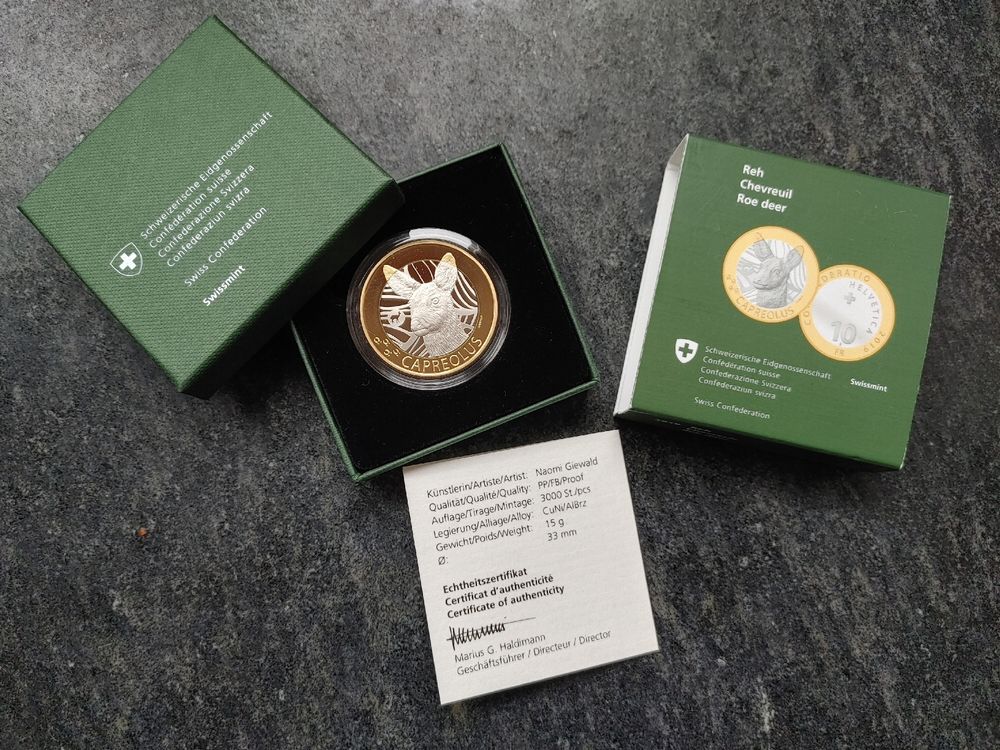 Schweizerische Eidgenossenschaft
Confédération suisse
Confederazione Svizzera
Confederaziun svizra
Swiss Confederation
Swissmint
CAPREOLUS
Reh
Chevreuil
Roe deer
CAPREOLUS
CONFOEDERATIO
HELVETICA
2019
10
FR
Schweizerische Eidgenossenschaft
Confédération suisse
Confederazione Svizzera
Confederaziun svizra
Swissmint
Swiss Confederation
Künstlerin/Artiste/Artist: Naomi Giewald
Qualität/Qualité/Quality: PP/FB/Proof
Auflage/Tirage/Mintage: 3000 St./pcs
Legierung/Alliage/Alloy: CuNi/AlBrz
Gewicht/Poids/Weight: 15 g
Ø: 33 mm
Echtheitszertifikat
Certificat d'authenticité
Certificate of authenticity
Marius G. Haldimann
Geschäftsführer / Directeur / Director